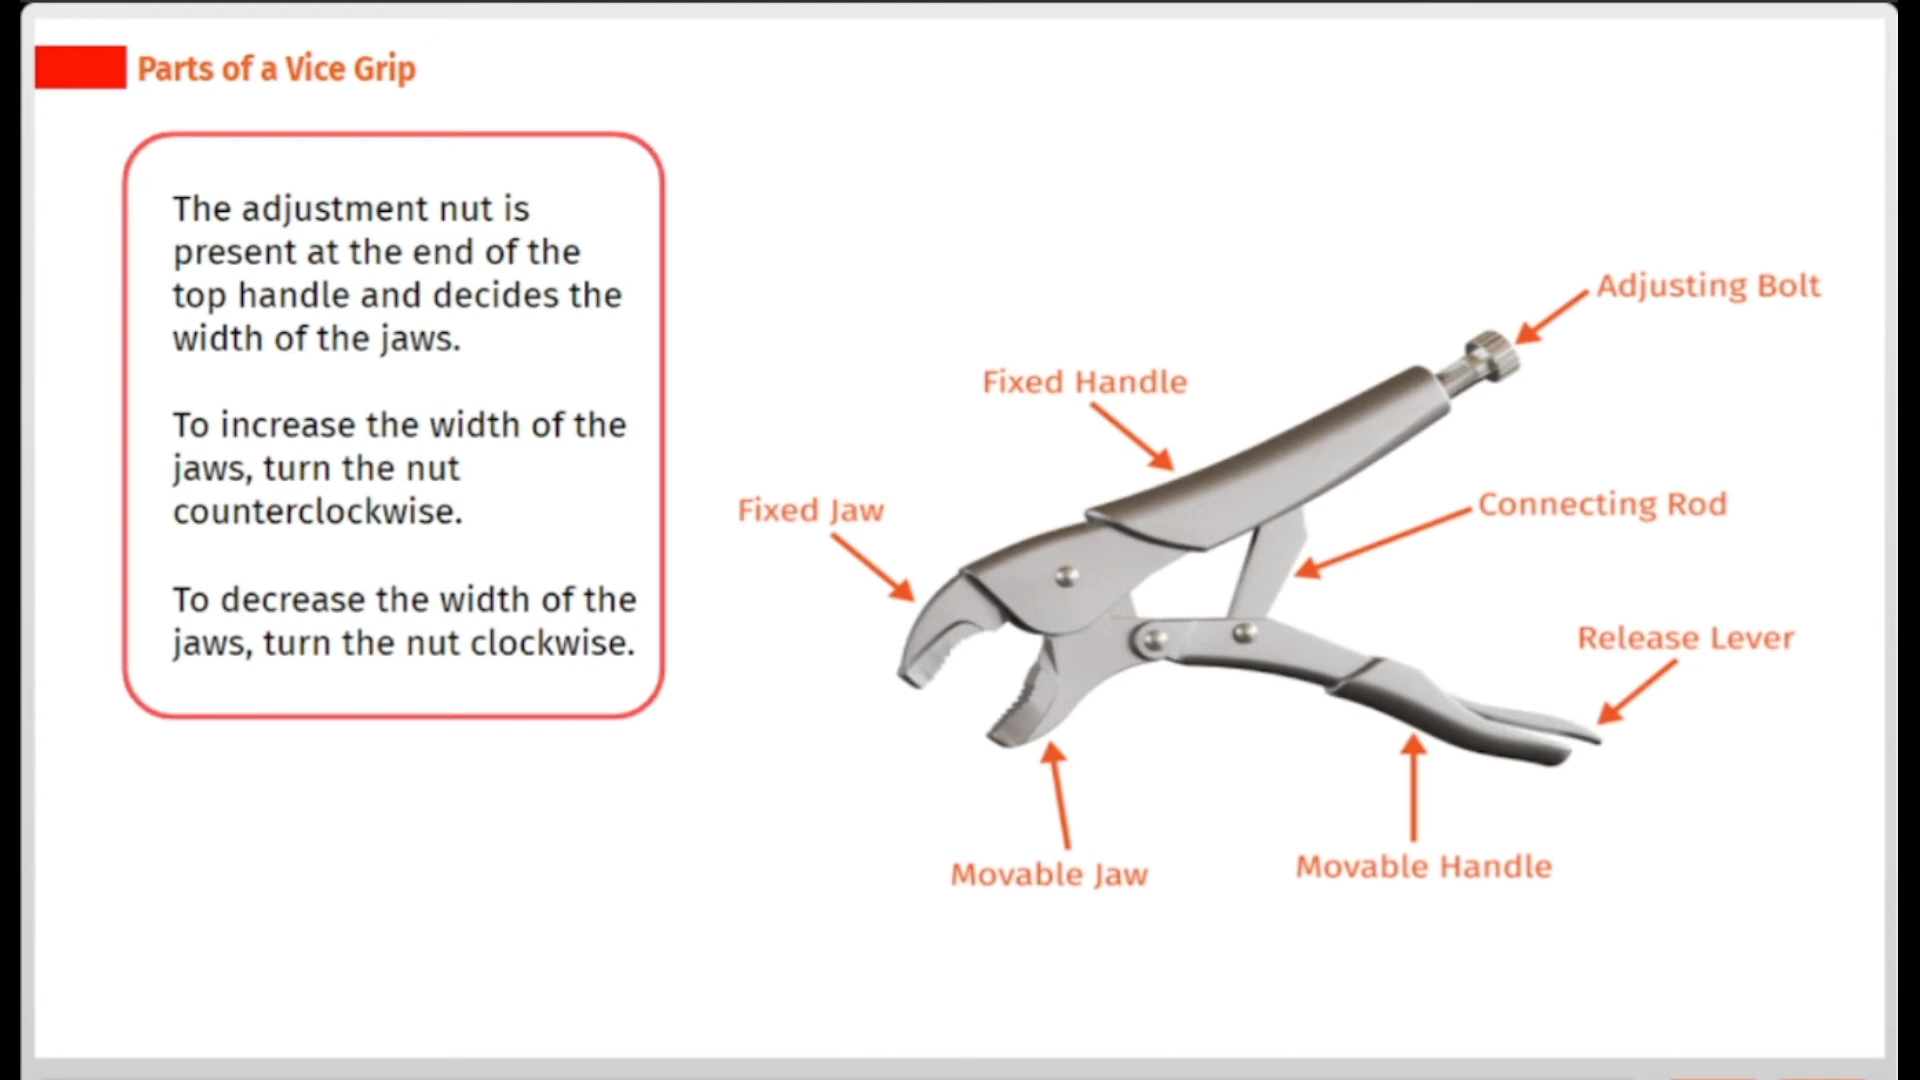 Parts of a Vice Grip
The adjustment nut is
present at the end of the
top handle and decides the
width of the jaws.
To increase the width of the
jaws, turn the nut
counterclockwise.
To decrease the width of the
jaws, turn the nut clockwise.
Adjusting Bolt
Fixed Handle
Fixed Jaw
Connecting Rod
Release Lever
Movable Jaw
Movable Handle